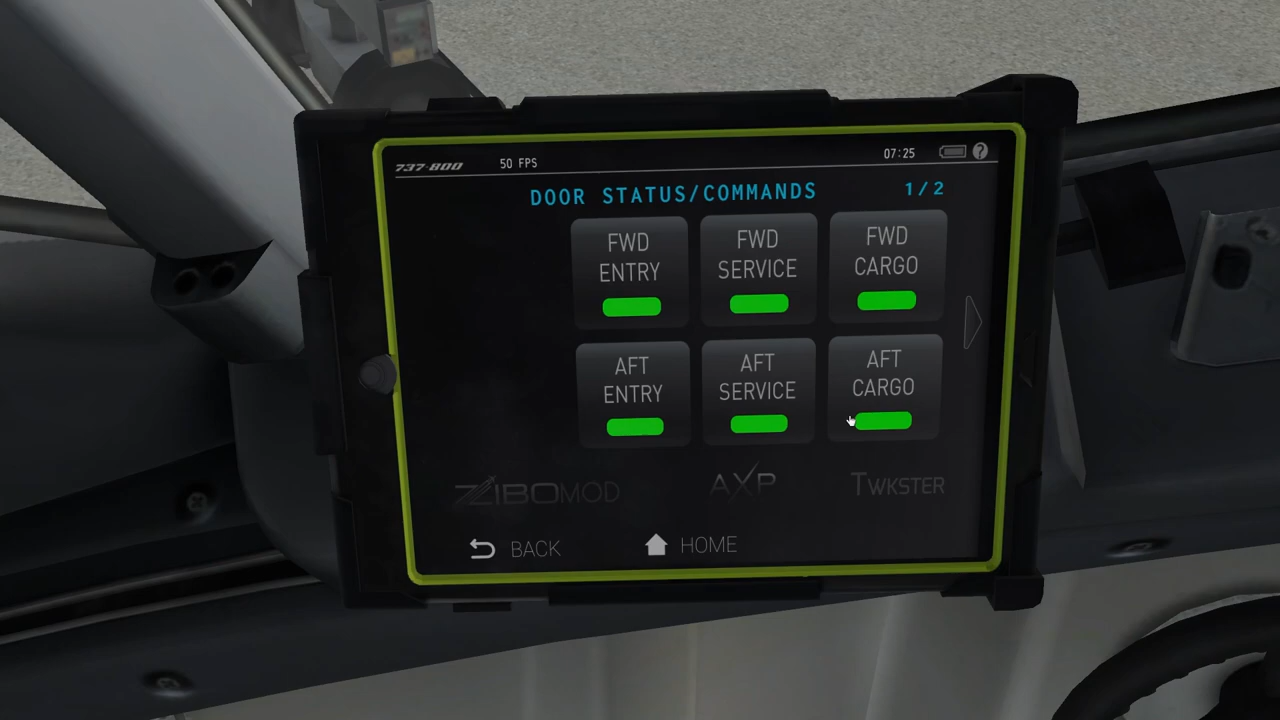 737-800 50 FPS 07:25 ?
DOOR STATUS/COMMANDS 1/2
FWD ENTRY
FWD SERVICE
FWD CARGO
AFT ENTRY
AFT SERVICE
AFT CARGO
ZIBOMOD AXP TWKSTER
BACK HOME